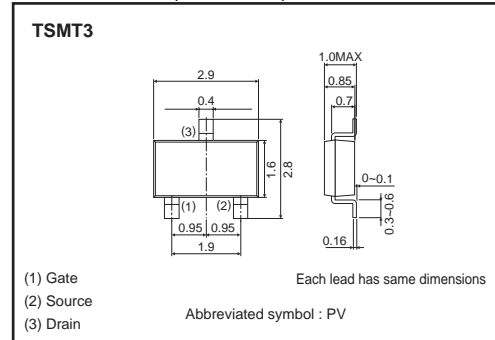 TSMT3
1.0MAX
2.9
0.85
0.4
0.7
(3)
1.6
2.8
0~0.1
(1)
(2)
0.3~0.6
0.95
0.95
0.16
1.9
(1) Gate
Each lead has same dimensions
(2) Source
(3) Drain
Abbreviated symbol : PV